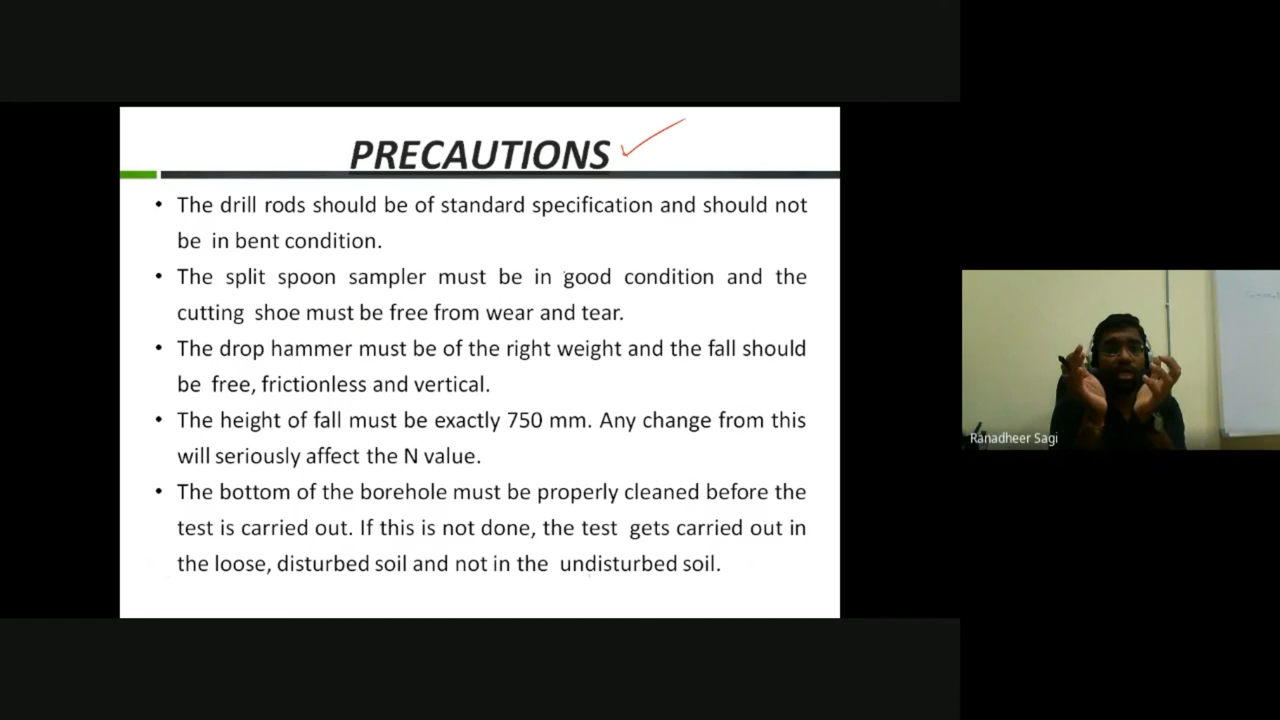 PRECAUTIONS
• The drill rods should be of standard specification and should not
be in bent condition.
• The split spoon sampler must be in good condition and the
cutting shoe must be free from wear and tear.
• The drop hammer must be of the right weight and the fall should
be free, frictionless and vertical.
• The height of fall must be exactly 750 mm. Any change from this
will seriously affect the N value.
• The bottom of the borehole must be properly cleaned before the
test is carried out. If this is not done, the test gets carried out in
the loose, disturbed soil and not in the undisturbed soil.
Ranadheer Sagi